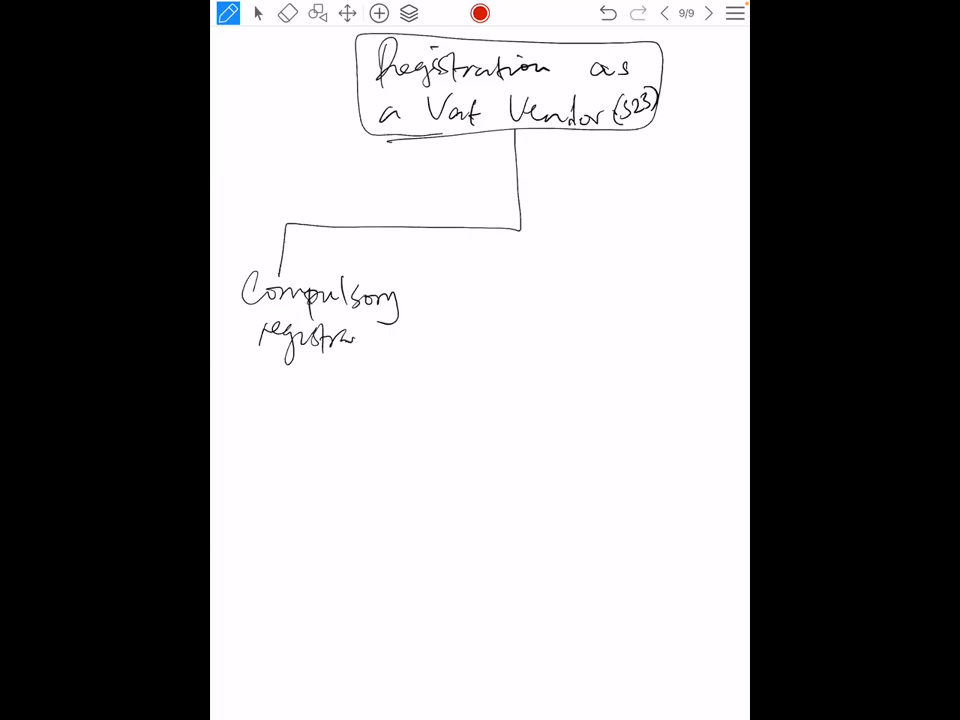 9/9
Registration as
a Vat Vendor (S23)
Compulsory
registra